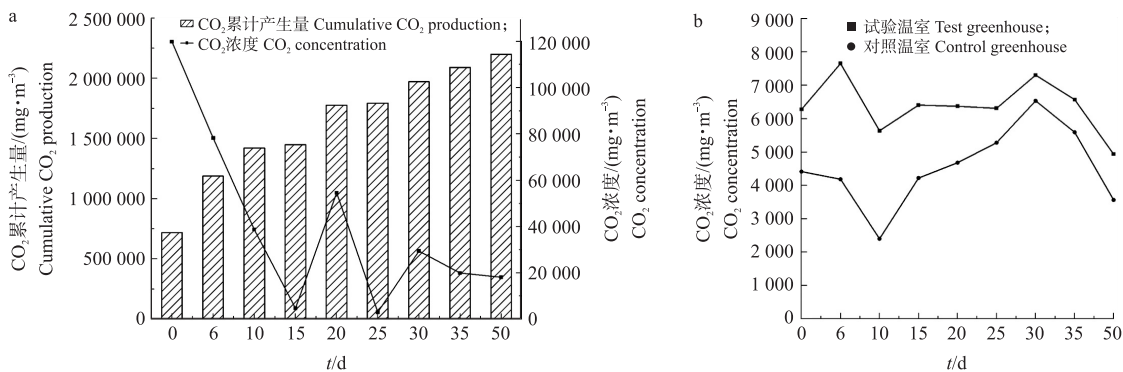 a
CO₂累计产生量 Cumulative CO₂ production;
CO₂浓度 CO₂ concentration
CO₂累计产生量/(mg•m⁻³)
Cumulative CO₂ production
2 500 000
2 000 000
1 500 000
1 000 000
500 000
0
120 000
100 000
80 000
60 000
40 000
20 000
0
CO₂浓度/(mg•m⁻³)
CO₂ concentration
0 6 10 15 20 25 30 35 50
t/d
b
试验温室 Test greenhouse;
对照温室 Control greenhouse
CO₂浓度/(mg•m⁻³)
CO₂ concentration
9 000
8 000
7 000
6 000
5 000
4 000
3 000
2 000
1 000
0
0 6 10 15 20 25 30 35 50
t/d